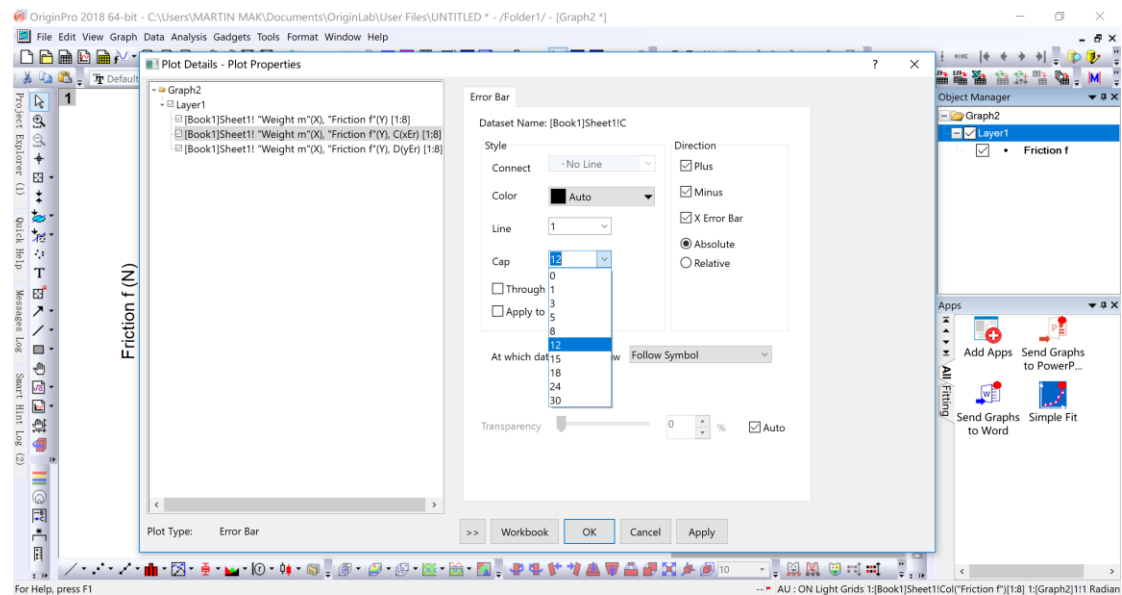 OriginPro 2018 64-bit - C:\Users\MARTIN MAK\Documents\OriginLab\User Files\UNTITLED * - /Folder1/ - [Graph2 *]
File Edit View Graph Data Analysis Gadgets Tools Format Window Help
Default
Plot Details - Plot Properties
?
Graph2
Layer1
[Book1]Sheet1! "Weight m"(X), "Friction f"(Y) [1:8]
[Book1]Sheet1! "Weight m"(X), "Friction f"(Y), C(xEr) [1:8]
[Book1]Sheet1! "Weight m"(X), "Friction f"(Y), D(yEr) [1:8]
Plot Type: Error Bar
Error Bar
Dataset Name: [Book1]Sheet1!C
Style
Connect
No Line
Color
Auto
Line
1
Cap
12
0
1
3
5
8
12
15
18
24
30
Through
Apply to
Direction
Plus
Minus
X Error Bar
Absolute
Relative
At which dat
w
Follow Symbol
Transparency
0
%
Auto
>>
Workbook
OK
Cancel
Apply
1
Friction f (N)
Project Explorer (1)
Quick Help
Messages Log
Smart Hint Log (2)
Object Manager
Graph2
Layer1
Friction f
Apps
All
Fitting
Add Apps
Send Graphs
to PowerP...
Send Graphs
to Word
Simple Fit
10
For Help, press F1
-- AU : ON Light Grids 1:[Book1]Sheet1!Col("Friction f")[1:8] 1:[Graph2]1!1 Radian